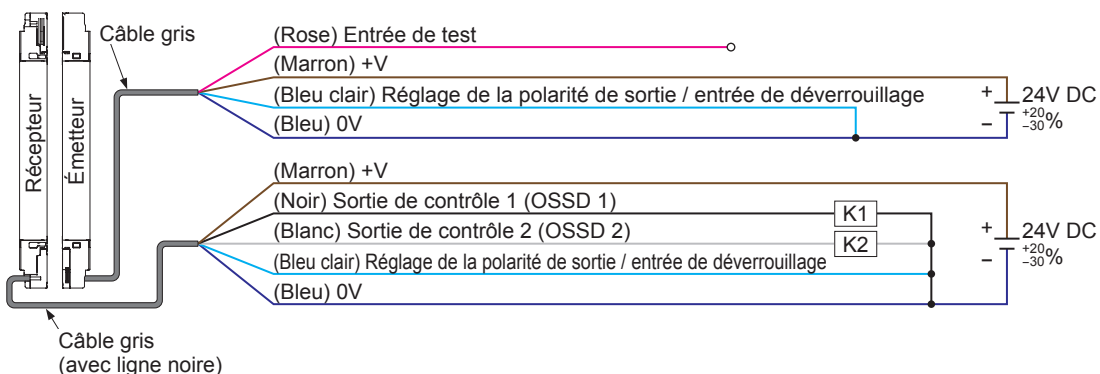 Câble gris
Récepteur
Émetteur
(Rose) Entrée de test
(Marron) +V
(Bleu clair) Réglage de la polarité de sortie / entrée de déverrouillage
(Bleu) 0V
+
−
24V DC
+20
−30 %
(Marron) +V
(Noir) Sortie de contrôle 1 (OSSD 1)
K1
(Blanc) Sortie de contrôle 2 (OSSD 2)
K2
(Bleu clair) Réglage de la polarité de sortie / entrée de déverrouillage
(Bleu) 0V
+
−
24V DC
+20
−30 %
Câble gris
(avec ligne noire)